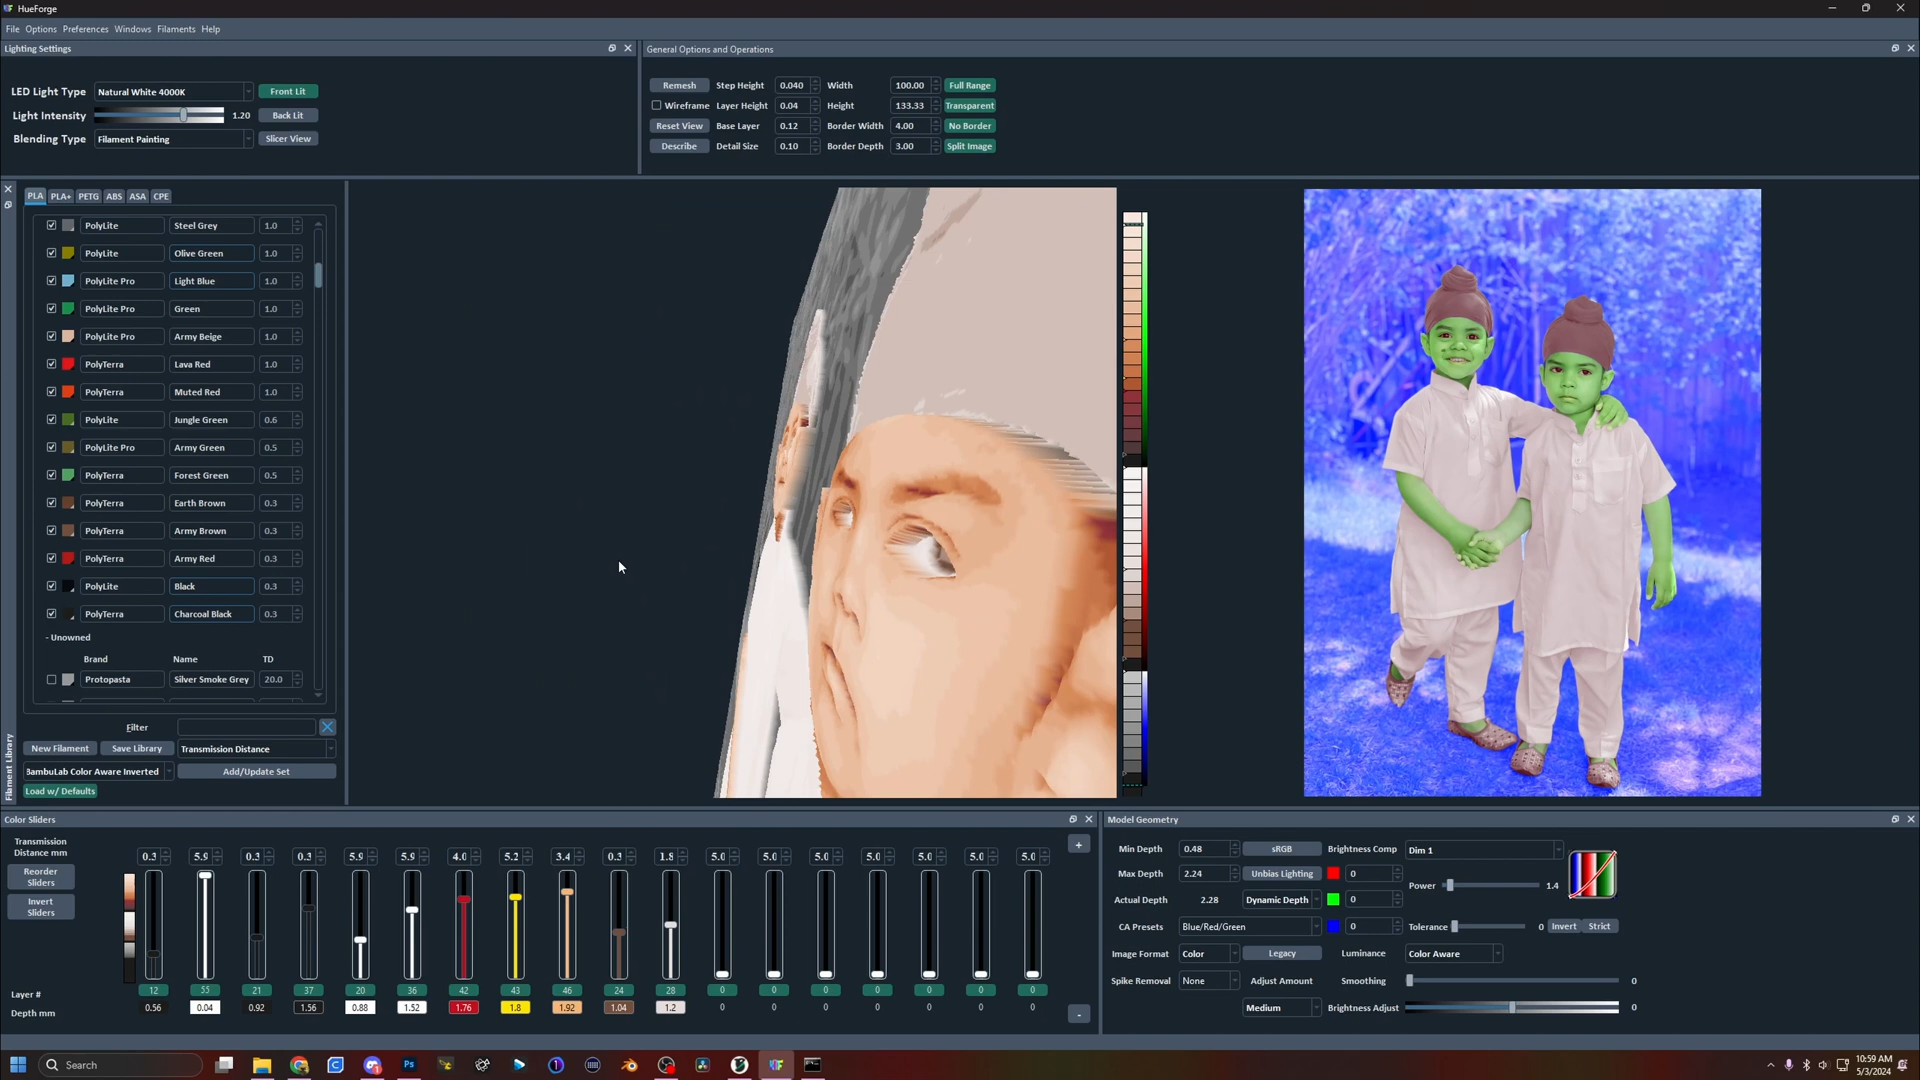 HueForge
File Options Preferences Windows Filaments Help
Lighting Settings
General Options and Operations
LED Light Type Natural White 4000K Front Lit
Light Intensity 1.20 Back Lit
Blending Type Filament Painting Slicer View
Remesh Step Height 0.040 Width 100.00 Full Range
Wireframe Layer Height 0.04 Height 133.33 Transparent
Reset View Base Layer 0.12 Border Width 4.00 No Border
Describe Detail Size 0.10 Border Depth 3.00 Split Image
PLA PLA+ PETG ABS ASA CPE
PolyLite Steel Grey 1.0
PolyLite Olive Green 1.0
PolyLite Pro Light Blue 1.0
PolyLite Pro Green 1.0
PolyLite Pro Army Beige 1.0
PolyTerra Lava Red 1.0
PolyTerra Muted Red 1.0
PolyLite Jungle Green 0.6
PolyLite Pro Army Green 0.5
PolyTerra Forest Green 0.5
PolyTerra Earth Brown 0.3
PolyTerra Army Brown 0.3
PolyTerra Army Red 0.3
PolyLite Black 0.3
PolyTerra Charcoal Black 0.3
- Unowned
Brand Name TD
Protopasta Silver Smoke Grey 20.0
Filter
New Filament Save Library Transmission Distance
BambuLab Color Aware Inverted Add/Update Set
Load w/ Defaults
Filament Library
Color Sliders
Transmission
Distance mm
0.3 5.9 0.3 0.3 5.9 5.9 4.0 5.2 3.4 0.3 1.8 5.0 5.0 5.0 5.0 5.0 5.0 5.0 +
Reorder
Sliders
Invert
Sliders
Layer # 12 55 21 37 20 36 42 43 46 24 28 0 0 0 0 0 0 0
Depth mm 0.56 0.04 0.92 1.56 0.88 1.52 1.76 1.8 1.92 1.04 1.2 0 0 0 0 0 0 0 -
Model Geometry
Min Depth 0.48 sRGB Brightness Comp Dim 1
Max Depth 2.24 Unbias Lighting 0 Power 1.4
Actual Depth 2.28 Dynamic Depth 0
CA Presets Blue/Red/Green 0 Tolerance 0 Invert Strict
Image Format Color Legacy Luminance Color Aware
Spike Removal None Adjust Amount Smoothing 0
Medium Brightness Adjust 0
Search
10:59 AM
5/3/2024